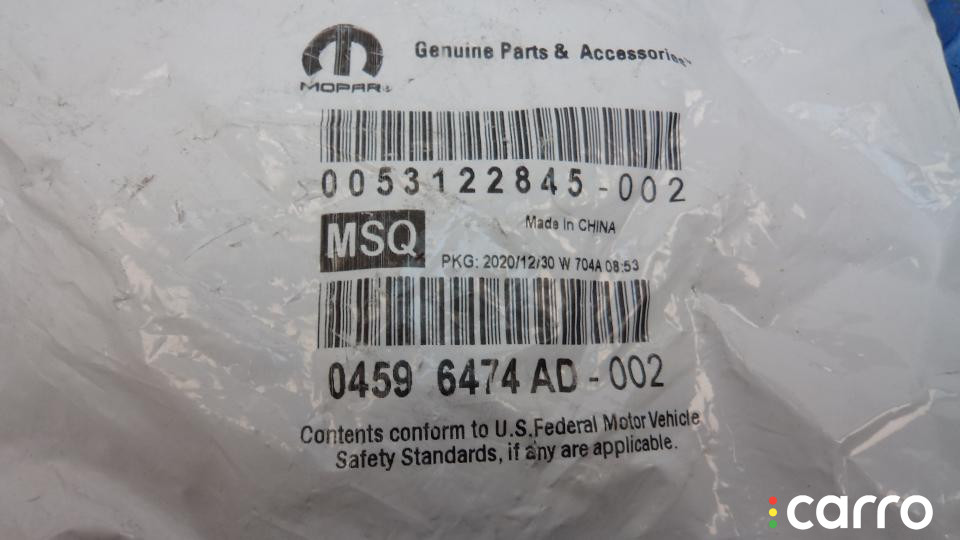 MOPAR
Genuine Parts & Accessories™
0053122845-002
MSQ
Made in CHINA
PKG: 2020/12/30 W 704A 08:53
0459 6474 AD - 002
Contents conform to U.S. Federal Motor Vehicle
Safety Standards, if any are applicable.
carro